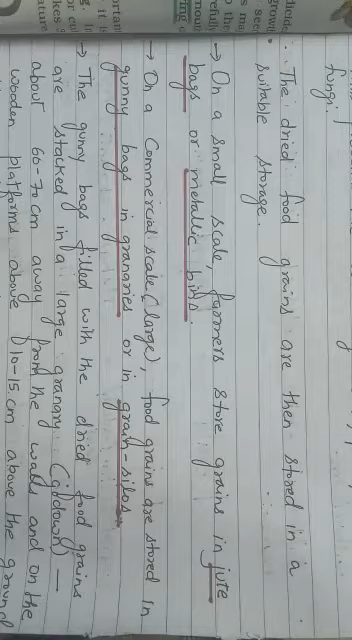 fungi.
The dried food grains are then stored in a
suitable storage.
→ On a small scale, farmers store grains in jute
bags or metallic bins.
→ On a Commercial scale (large), food grains are stored in
gunny bags in granaries or in grain-silos.
→ The gunny bags filled with the dried food grains
are stacked in a large grangry (godown) —
about 60-70 cm away from the walls and on the
wooden platforms above 10-15 cm above the ground